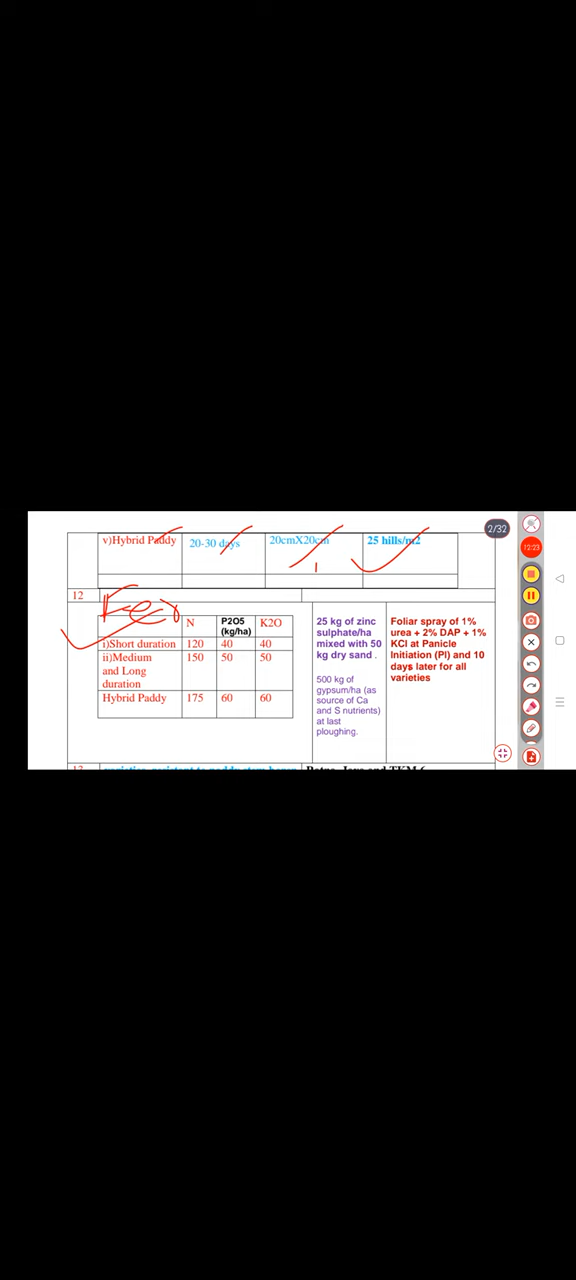 2/32
v)Hybrid Paddy 20-30 days 20cmX20cm 25 hills/m2
12:23
12
N P2O5 (kg/ha) K2O
i)Short duration 120 40 40
ii)Medium and Long duration 150 50 50
Hybrid Paddy 175 60 60
25 kg of zinc
sulphate/ha
mixed with 50
kg dry sand .
500 kg of
gypsum/ha (as
source of Ca
and S nutrients)
at last
ploughing.
Foliar spray of 1%
urea + 2% DAP + 1%
KCl at Panicle
Initiation (PI) and 10
days later for all
varieties